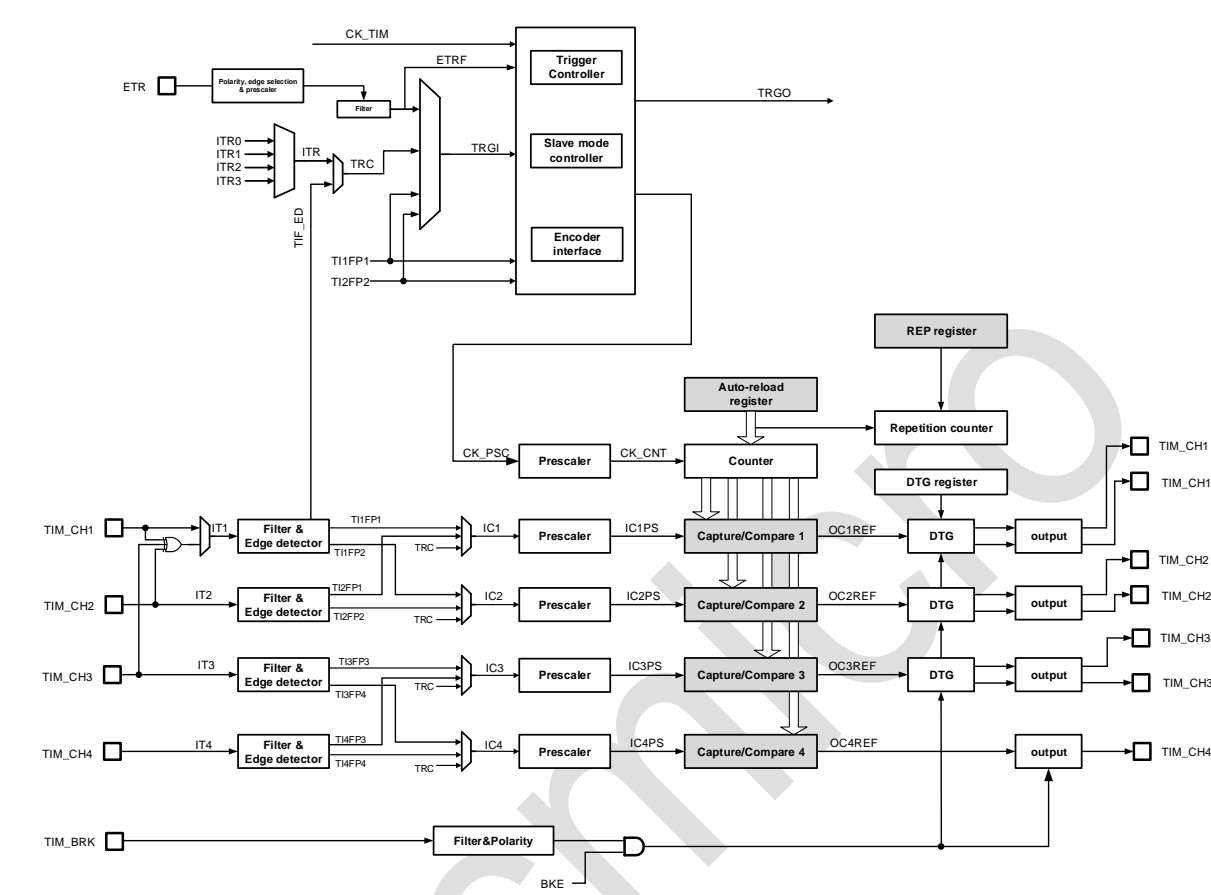 CK_TIM
ETRF
ETR
Polarity, edge selection
& prescaler
Filter
Trigger
Controller
TRGO
ITR0
ITR1
ITR2
ITR3
ITR
TRC
TRGI
Slave mode
controller
TIF_ED
Encoder
interface
TI1FP1
TI2FP2
REP register
Auto-reload
register
Repetition counter
CK_PSC
Prescaler
CK_CNT
Counter
DTG register
TIM_CH1
TIM_CH1
TIM_CH1
IT1
Filter &
Edge detector
TI1FP1
TI1FP2
TRC
IC1
Prescaler
IC1PS
Capture/Compare 1
OC1REF
DTG
output
TIM_CH2
TIM_CH2
TIM_CH2
IT2
Filter &
Edge detector
TI2FP1
TI2FP2
TRC
IC2
Prescaler
IC2PS
Capture/Compare 2
OC2REF
DTG
output
TIM_CH3
TIM_CH3
TIM_CH3
IT3
Filter &
Edge detector
TI3FP3
TI3FP4
TRC
IC3
Prescaler
IC3PS
Capture/Compare 3
OC3REF
DTG
output
TIM_CH4
IT4
Filter &
Edge detector
TI4FP3
TI4FP4
TRC
IC4
Prescaler
IC4PS
Capture/Compare 4
OC4REF
output
TIM_CH4
TIM_BRK
Filter&Polarity
BKE
cmicro